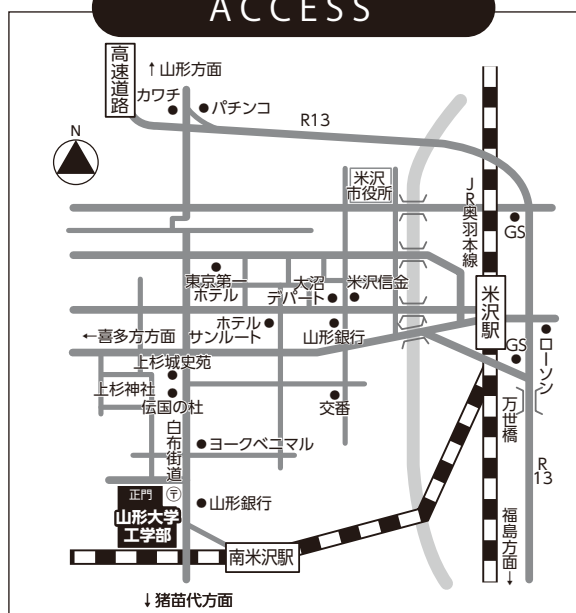 ACCESS
高速道路
↑山形方面
カワチ
パチンコ
R13
N
米沢
市役所
JR奥羽本線
GS
東京第一
ホテル
大沼
デパート
米沢信金
米沢駅
ホテル
サンルート
山形銀行
←喜多方方面
GS
ローソン
上杉城史苑
上杉神社
伝国の杜
交番
万世橋
白布街道
ヨークベニマル
R
13
正門
〒
山形大学
工学部
山形銀行
福島方面→
南米沢駅
↓猪苗代方面